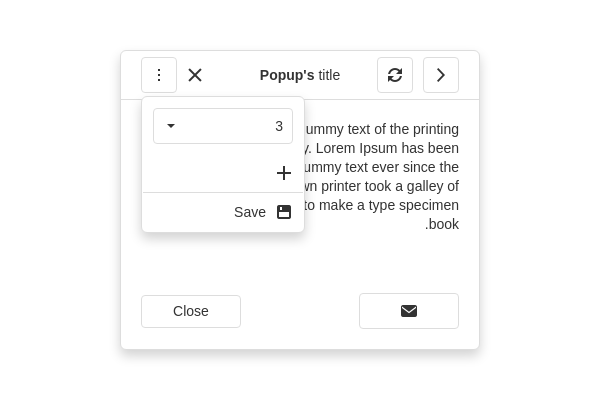 Popup's title
3
Save
ummy text of the printing
Lorem Ipsum has been
ummy text ever since the
printer took a galley of
to make a type specimen
.book
Close